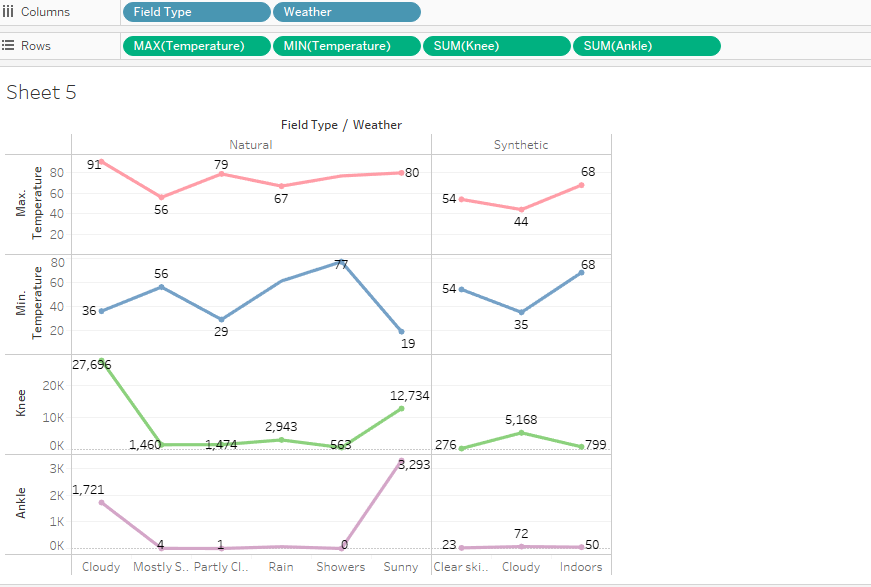 Columns Field Type Weather
Rows MAX(Temperature) MIN(Temperature) SUM(Knee) SUM(Ankle)
Sheet 5
Field Type / Weather
Natural Synthetic
Max. Temperature
80
60
40
20
91 56 79 67 80 54 44 68
Min. Temperature
80
60
40
20
36 56 29 77 19 54 35 68
Knee
20K
10K
0K
27,696 1,460 1,474 2,943 563 12,734 276 5,168 799
Ankle
3K
2K
1K
0K
1,721 4 1 0 3,293 23 72 50
Cloudy Mostly S.. Partly Cl.. Rain Showers Sunny Clear ski.. Cloudy Indoors